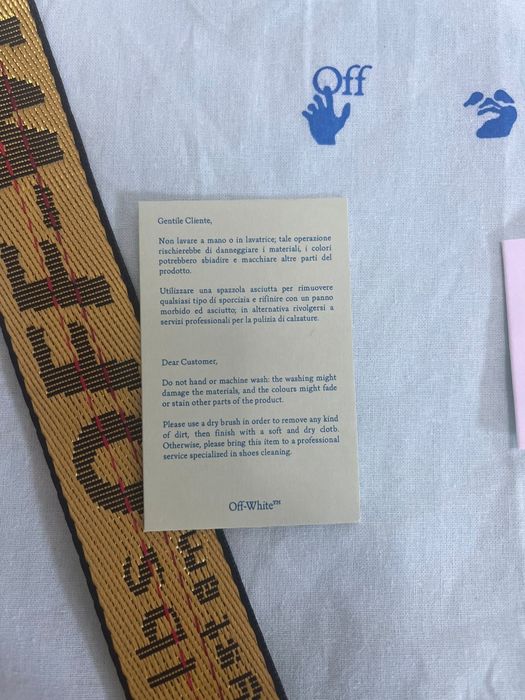 Off
Gentile Cliente,
Non lavare a mano o in lavatrice; tale operazione
rischierebbe di danneggiare i materiali, i colori
potrebbero sbiadire e macchiare altre parti del
prodotto.
Utilizzare una spazzola asciutta per rimuovere
qualsiasi tipo di sporcizia e rifinire con un panno
morbido ed asciutto; in alternativa rivolgersi a
servizi professionali per la pulizia di calzature.
Dear Customer,
Do not hand or machine wash: the washing might
damage the materials, and the colours might fade
or stain other parts of the product.
Please use a dry brush in order to remove any kind
of dirt, then finish with a soft and dry cloth.
Otherwise, please bring this item to a professional
service specialized in shoes cleaning.
Off-White™
OFF